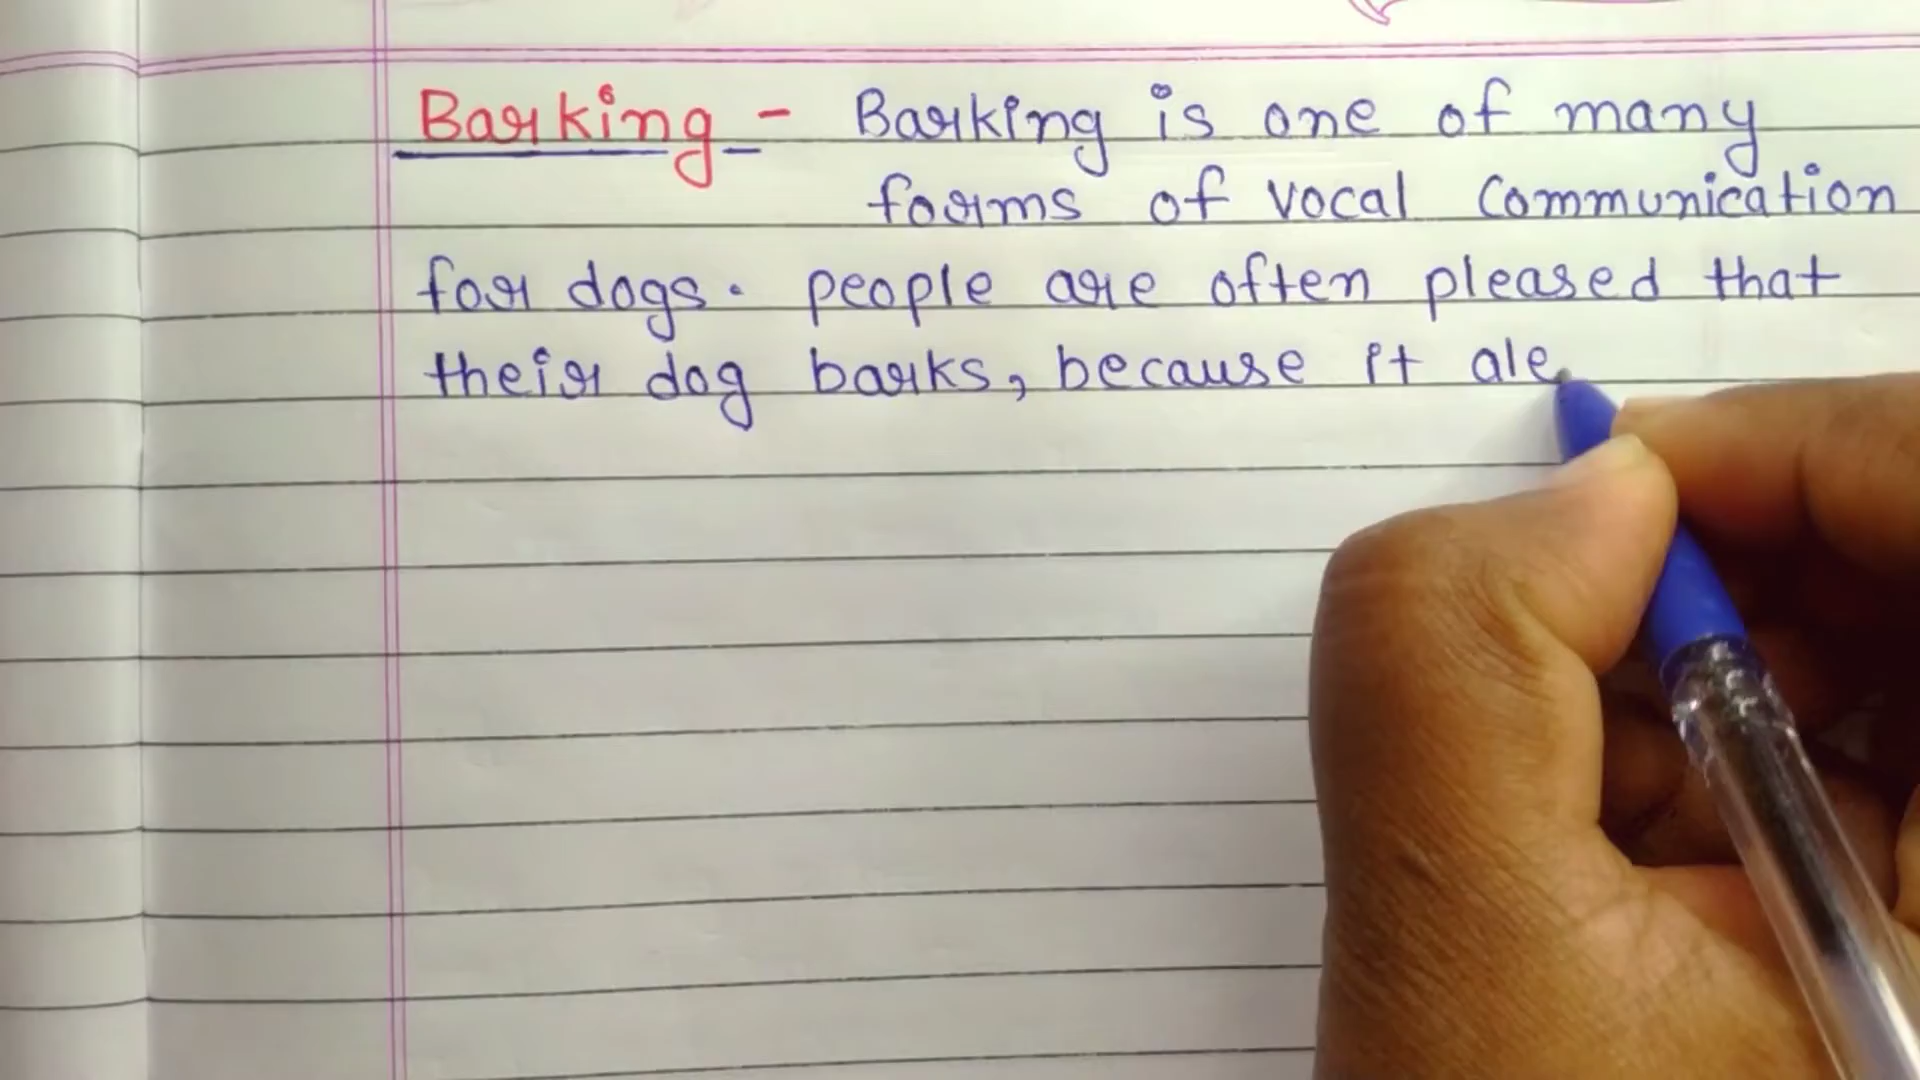 Barking - Barking is one of many
forms of vocal communication
for dogs. people are often pleased that
their dog barks, because it ale